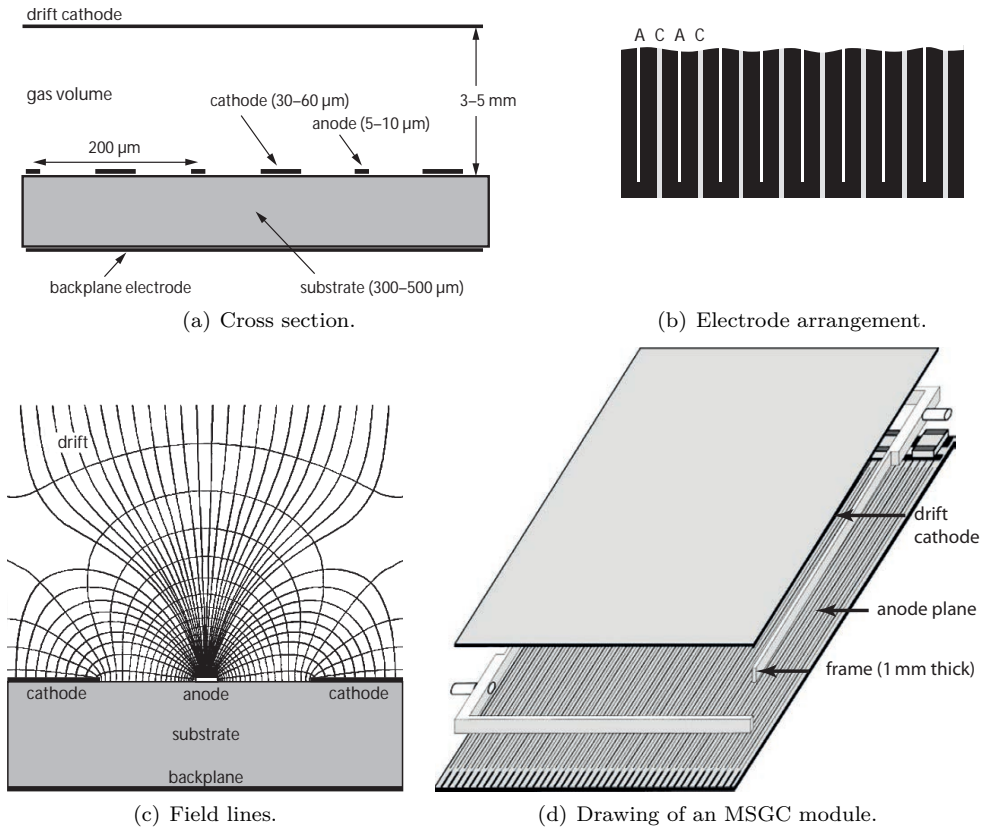 drift cathode
gas volume
cathode (30–60 µm)
3–5 mm
anode (5–10 µm)
200 µm
backplane electrode
substrate (300–500 µm)
(a) Cross section.
A C A C
(b) Electrode arrangement.
drift
cathode
anode
cathode
substrate
backplane
(c) Field lines.
drift
cathode
anode plane
frame (1 mm thick)
(d) Drawing of an MSGC module.